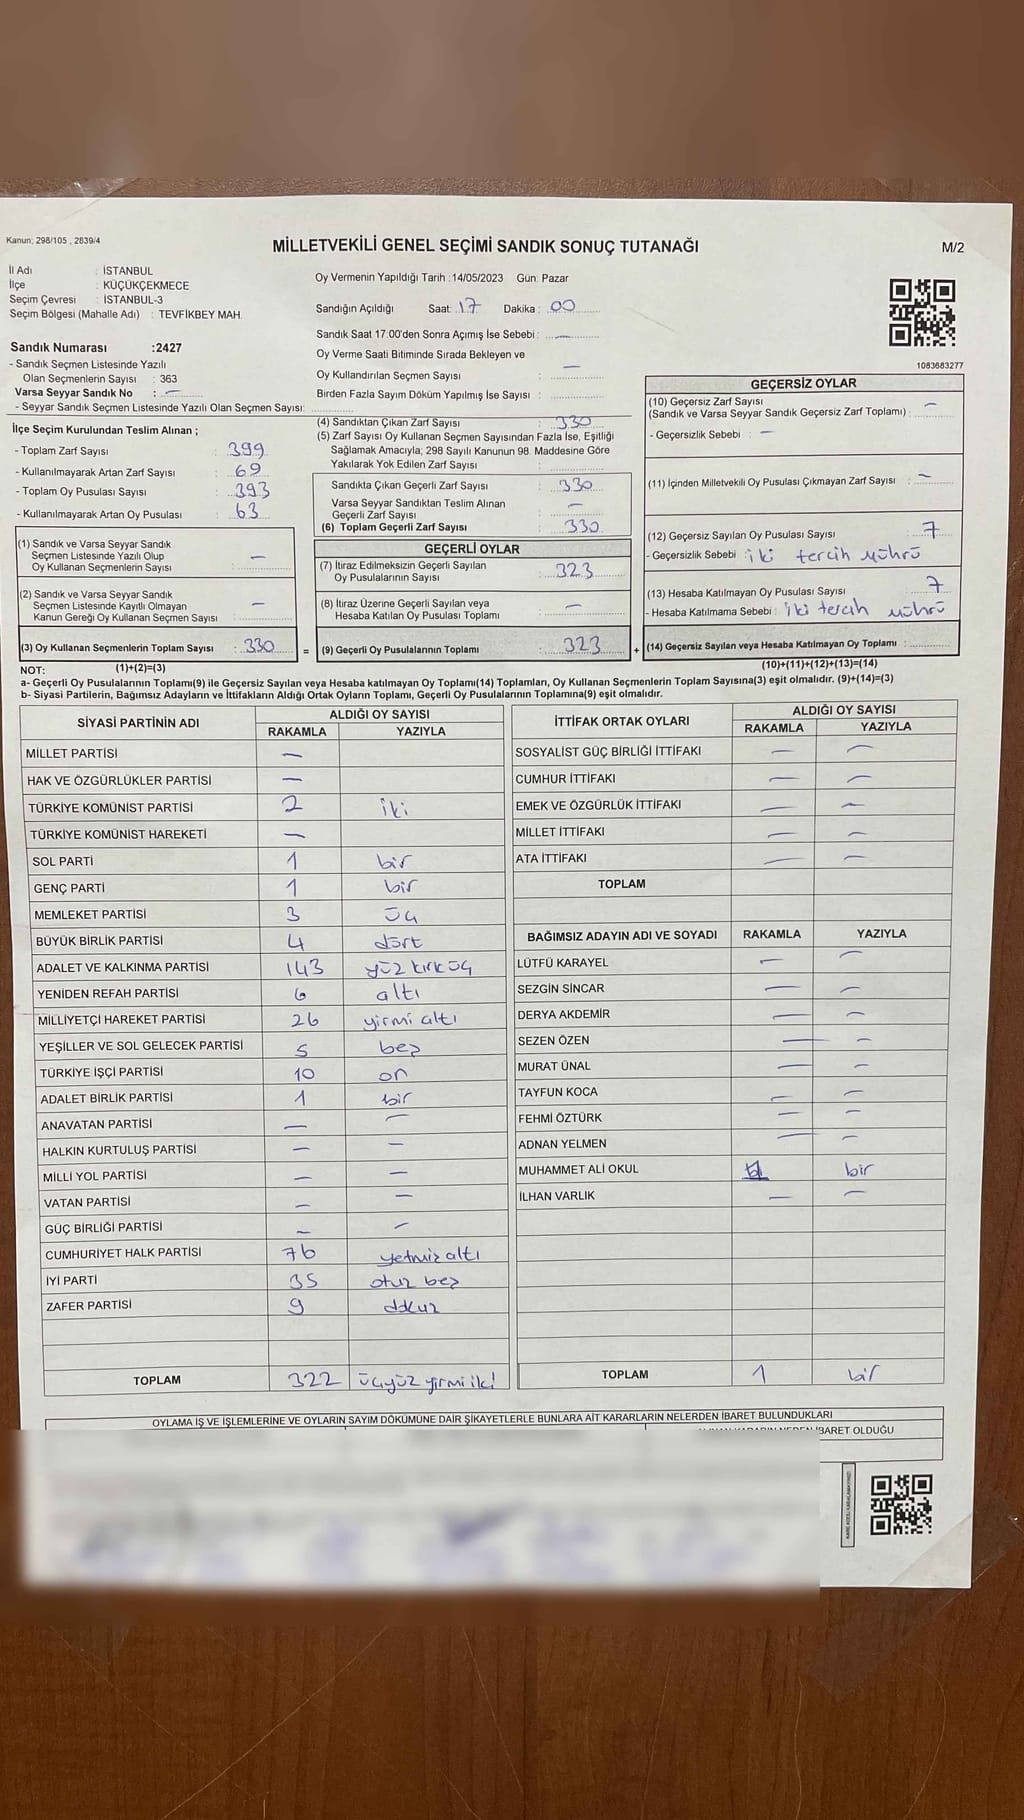 Kanun; 298/105 , 2839/4
MİLLETVEKİLİ GENEL SEÇİMİ SANDIK SONUÇ TUTANAĞI
M/2
İl Adı : İSTANBUL
İlçe : KÜÇÜKÇEKMECE
Seçim Çevresi : İSTANBUL-3
Seçim Bölgesi (Mahalle Adı) : TEVFİKBEY MAH.
Sandık Numarası :2427
- Sandık Seçmen Listesinde Yazılı
Olan Seçmenlerin Sayısı : 363
Varsa Seyyar Sandık No : —
- Seyyar Sandık Seçmen Listesinde Yazılı Olan Seçmen Sayısı:
Oy Vermenin Yapıldığı Tarih :14/05/2023 Gün: Pazar
Sandığın Açıldığı Saat: 17 Dakika : 00
Sandık Saat 17:00'den Sonra Açımış İse Sebebi : —
Oy Verme Saati Bitiminde Sırada Bekleyen ve —
Oy Kullandırılan Seçmen Sayısı :
Birden Fazla Sayım Döküm Yapılmış İse Sayısı :
1083683277
İlçe Seçim Kurulundan Teslim Alınan ;
- Toplam Zarf Sayısı : 399
- Kullanılmayarak Artan Zarf Sayısı : 69
- Toplam Oy Pusulası Sayısı : 393
- Kullanılmayarak Artan Oy Pusulası : 63
(1) Sandık ve Varsa Seyyar Sandık
Seçmen Listesinde Yazılı Olup
Oy Kullanan Seçmenlerin Sayısı : —
(2) Sandık ve Varsa Seyyar Sandık
Seçmen Listesinde Kayıtlı Olmayan
Kanun Gereği Oy Kullanan Seçmen Sayısı : —
(3) Oy Kullanan Seçmenlerin Toplam Sayısı : 330
(4) Sandıktan Çıkan Zarf Sayısı : 330
(5) Zarf Sayısı Oy Kullanan Seçmen Sayısından Fazla İse, Eşitliği
Sağlamak Amacıyla; 298 Sayılı Kanunun 98. Maddesine Göre
Yakılarak Yok Edilen Zarf Sayısı :
Sandıkta Çıkan Geçerli Zarf Sayısı : 330
Varsa Seyyar Sandıktan Teslim Alınan
Geçerli Zarf Sayısı : —
(6) Toplam Geçerli Zarf Sayısı : 330
GEÇERLİ OYLAR
(7) İtiraz Edilmeksizin Geçerli Sayılan
Oy Pusulalarının Sayısı : 323
(8) İtiraz Üzerine Geçerli Sayılan veya
Hesaba Katılan Oy Pusulası Toplamı : —
= (9) Geçerli Oy Pusulalarının Toplamı : 323
GEÇERSİZ OYLAR
(10) Geçersiz Zarf Sayısı
(Sandık ve Varsa Seyyar Sandık Geçersiz Zarf Toplamı) : —
- Geçersizlik Sebebi : —
(11) İçinden Milletvekili Oy Pusulası Çıkmayan Zarf Sayısı : —
(12) Geçersiz Sayılan Oy Pusulası Sayısı : 7
- Geçersizlik Sebebi : iki tercih mührü
(13) Hesaba Katılmayan Oy Pusulası Sayısı : 7
- Hesaba Katılmama Sebebi : iki tercih mührü
+ (14) Geçersiz Sayılan veya Hesaba Katılmayan Oy Toplamı :
NOT: (1)+(2)=(3)
(10)+(11)+(12)+(13)=(14)
a- Geçerli Oy Pusulalarının Toplamı(9) ile Geçersiz Sayılan veya Hesaba katılmayan Oy Toplamı(14) Toplamları, Oy Kullanan Seçmenlerin Toplam Sayısına(3) eşit olmalıdır. (9)+(14)=(3)
b- Siyasi Partilerin, Bağımsız Adayların ve İttifakların Aldığı Ortak Oyların Toplamı, Geçerli Oy Pusulalarının Toplamına(9) eşit olmalıdır.
SİYASİ PARTİNİN ADI ALDIĞI OY SAYISI
RAKAMLA YAZIYLA
MİLLET PARTİSİ —
HAK VE ÖZGÜRLÜKLER PARTİSİ —
TÜRKİYE KOMÜNİST PARTİSİ 2 iki
TÜRKİYE KOMÜNİST HAREKETİ —
SOL PARTİ 1 bir
GENÇ PARTİ 1 bir
MEMLEKET PARTİSİ 3 üç
BÜYÜK BİRLİK PARTİSİ 4 dört
ADALET VE KALKINMA PARTİSİ 143 yüz kırk üç
YENİDEN REFAH PARTİSİ 6 altı
MİLLİYETÇİ HAREKET PARTİSİ 26 yirmi altı
YEŞİLLER VE SOL GELECEK PARTİSİ 5 beş
TÜRKİYE İŞÇİ PARTİSİ 10 on
ADALET BİRLİK PARTİSİ 1 bir
ANAVATAN PARTİSİ — —
HALKIN KURTULUŞ PARTİSİ — —
MİLLİ YOL PARTİSİ — —
VATAN PARTİSİ — —
GÜÇ BİRLİĞİ PARTİSİ — —
CUMHURİYET HALK PARTİSİ 76 yetmiş altı
İYİ PARTİ 35 otuz beş
ZAFER PARTİSİ 9 dokuz
TOPLAM 322 üçyüz yirmi iki
İTTİFAK ORTAK OYLARI ALDIĞI OY SAYISI
RAKAMLA YAZIYLA
SOSYALİST GÜÇ BİRLİĞİ İTTİFAKI — —
CUMHUR İTTİFAKI — —
EMEK VE ÖZGÜRLÜK İTTİFAKI — —
MİLLET İTTİFAKI — —
ATA İTTİFAKI — —
TOPLAM
BAĞIMSIZ ADAYIN ADI VE SOYADI RAKAMLA YAZIYLA
LÜTFÜ KARAYEL — —
SEZGİN SİNCAR — —
DERYA AKDEMİR — —
SEZEN ÖZEN — —
MURAT ÜNAL — —
TAYFUN KOCA — —
FEHMİ ÖZTÜRK — —
ADNAN YELMEN — —
MUHAMMET ALİ OKUL bir
İLHAN VARLIK — —
TOPLAM 1 bir
OYLAMA İŞ VE İŞLEMLERİNE VE OYLARIN SAYIM DÖKÜMÜNE DAİR ŞİKAYETLERLE BUNLARA AİT KARARLARIN NELERDEN İBARET BULUNDUKLARI
İBARET OLDUĞU